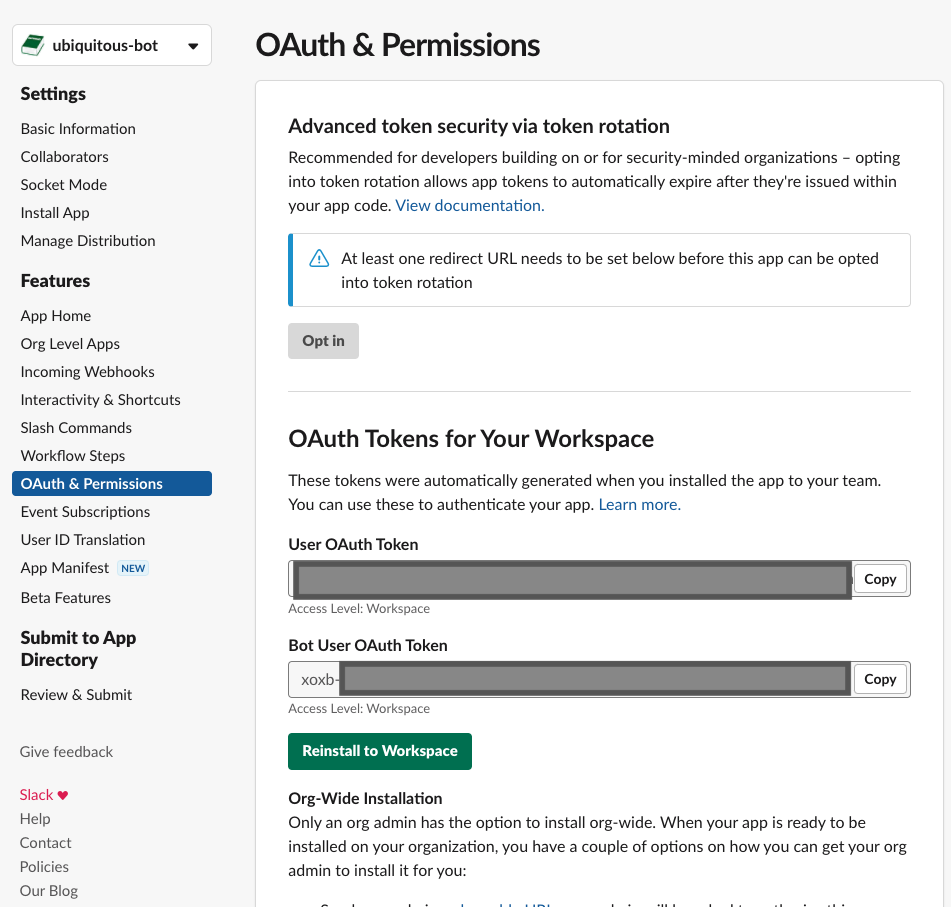 ubiquitous-bot
Settings
Basic Information
Collaborators
Socket Mode
Install App
Manage Distribution
Features
App Home
Org Level Apps
Incoming Webhooks
Interactivity & Shortcuts
Slash Commands
Workflow Steps
OAuth & Permissions
Event Subscriptions
User ID Translation
App Manifest NEW
Beta Features
Submit to App
Directory
Review & Submit
Give feedback
Slack ♥
Help
Contact
Policies
Our Blog
OAuth & Permissions
Advanced token security via token rotation
Recommended for developers building on or for security-minded organizations – opting
into token rotation allows app tokens to automatically expire after they're issued within
your app code. View documentation.
At least one redirect URL needs to be set below before this app can be opted
into token rotation
Opt in
OAuth Tokens for Your Workspace
These tokens were automatically generated when you installed the app to your team.
You can use these to authenticate your app. Learn more.
User OAuth Token
Copy
Access Level: Workspace
Bot User OAuth Token
xoxb- Copy
Access Level: Workspace
Reinstall to Workspace
Org-Wide Installation
Only an org admin has the option to install org-wide. When your app is ready to be
installed on your organization, you have a couple of options on how you can get your org
admin to install it for you: